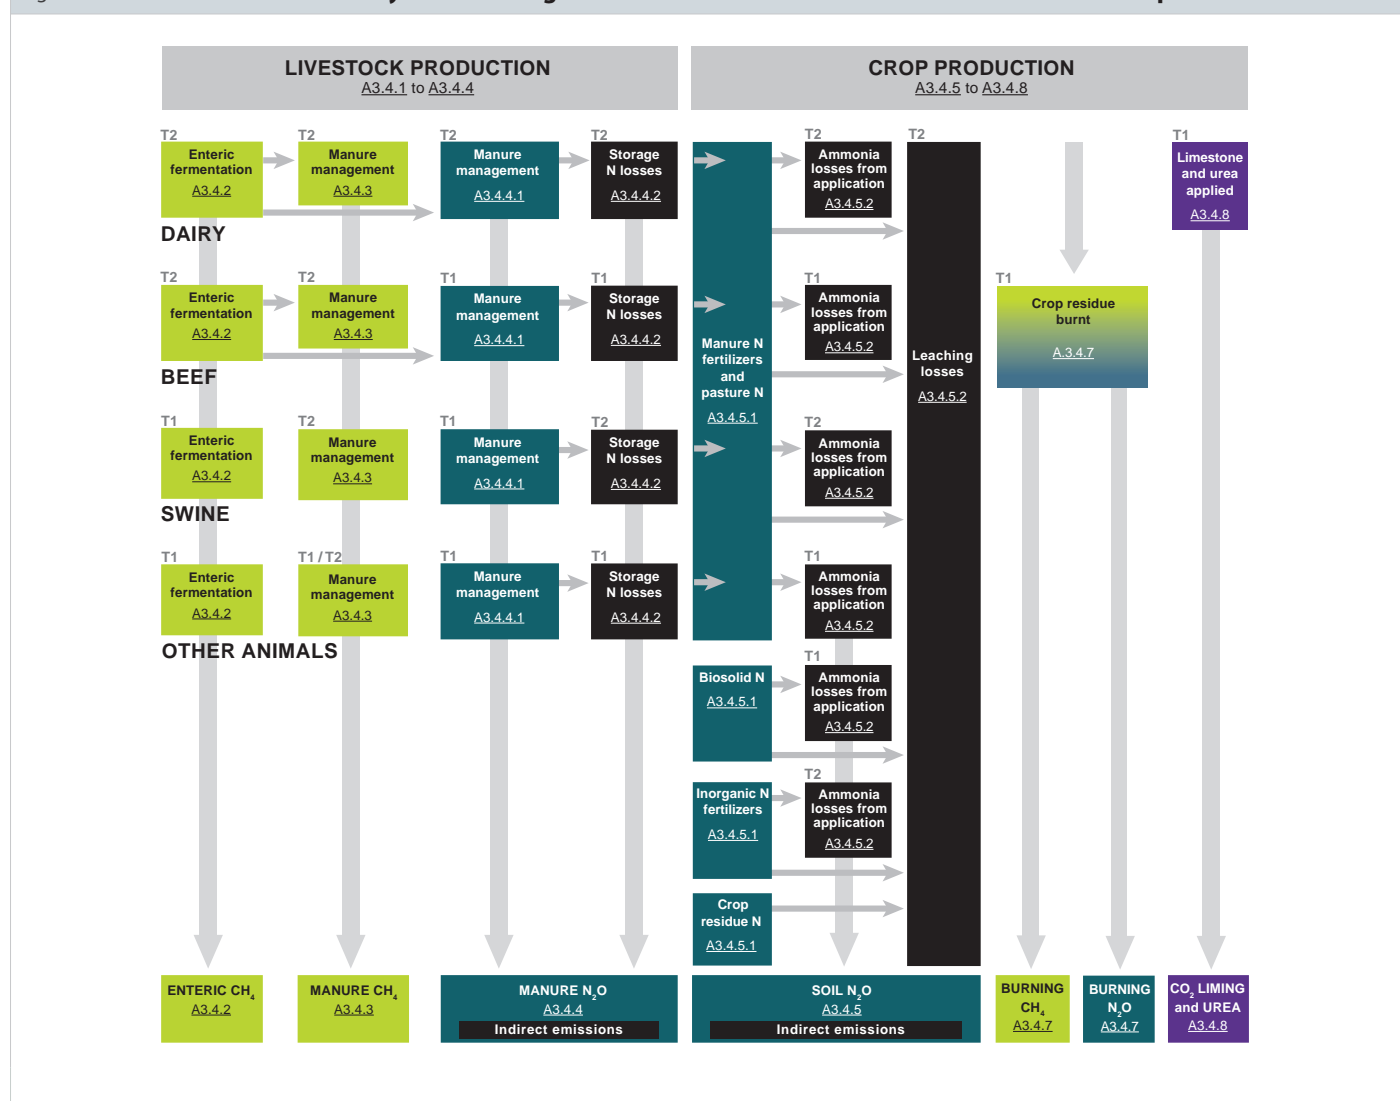 LIVESTOCK PRODUCTION
A3.4.1 to A3.4.4
CROP PRODUCTION
A3.4.5 to A3.4.8
T2
Enteric
fermentation
A3.4.2
T2
Manure
management
A3.4.3
T2
Manure
management
A3.4.4.1
T2
Storage
N losses
A3.4.4.2
DAIRY
T2
Enteric
fermentation
A3.4.2
T2
Manure
management
A3.4.3
T1
Manure
management
A3.4.4.1
T1
Storage
N losses
A3.4.4.2
BEEF
T1
Enteric
fermentation
A3.4.2
T2
Manure
management
A3.4.3
T1
Manure
management
A3.4.4.1
T2
Storage
N losses
A3.4.4.2
SWINE
T1
Enteric
fermentation
A3.4.2
T1 / T2
Manure
management
A3.4.3
T1
Manure
management
A3.4.4.1
T1
Storage
N losses
A3.4.4.2
OTHER ANIMALS
Manure N
fertilizers
and
pasture N
A3.4.5.1
T2
Ammonia
losses from
application
A3.4.5.2
T1
Ammonia
losses from
application
A3.4.5.2
T2
Ammonia
losses from
application
A3.4.5.2
T1
Ammonia
losses from
application
A3.4.5.2
Biosolid N
A3.4.5.1
T1
Ammonia
losses from
application
A3.4.5.2
Inorganic N
fertilizers
A3.4.5.1
T2
Ammonia
losses from
application
A3.4.5.2
Crop
residue N
A3.4.5.1
T2
Leaching
losses
A3.4.5.2
T1
Crop residue
burnt
A.3.4.7
T1
Limestone
and urea
applied
A3.4.8
ENTERIC CH₄
A3.4.2
MANURE CH₄
A3.4.3
MANURE N₂O
A3.4.4
Indirect emissions
SOIL N₂O
A3.4.5
Indirect emissions
BURNING
CH₄
A3.4.7
BURNING
N₂O
A3.4.7
CO₂ LIMING
and UREA
A3.4.8